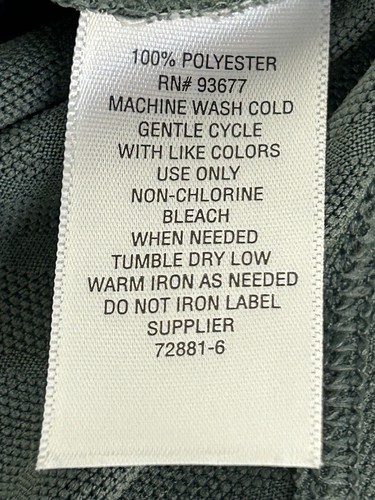 100% POLYESTER
RN# 93677
MACHINE WASH COLD
GENTLE CYCLE
WITH LIKE COLORS
USE ONLY
NON-CHLORINE
BLEACH
WHEN NEEDED
TUMBLE DRY LOW
WARM IRON AS NEEDED
DO NOT IRON LABEL
SUPPLIER
72881-6